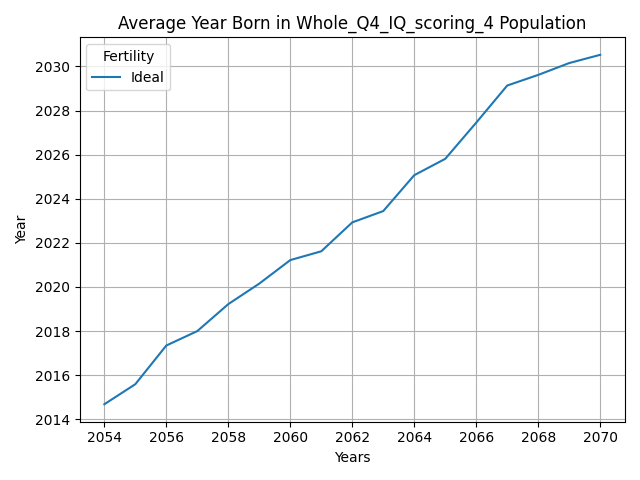 Average Year Born in Whole_Q4_IQ_scoring_4 Population
Fertility
Ideal
Year
2030
2028
2026
2024
2022
2020
2018
2016
2014
2054 2056 2058 2060 2062 2064 2066 2068 2070
Years